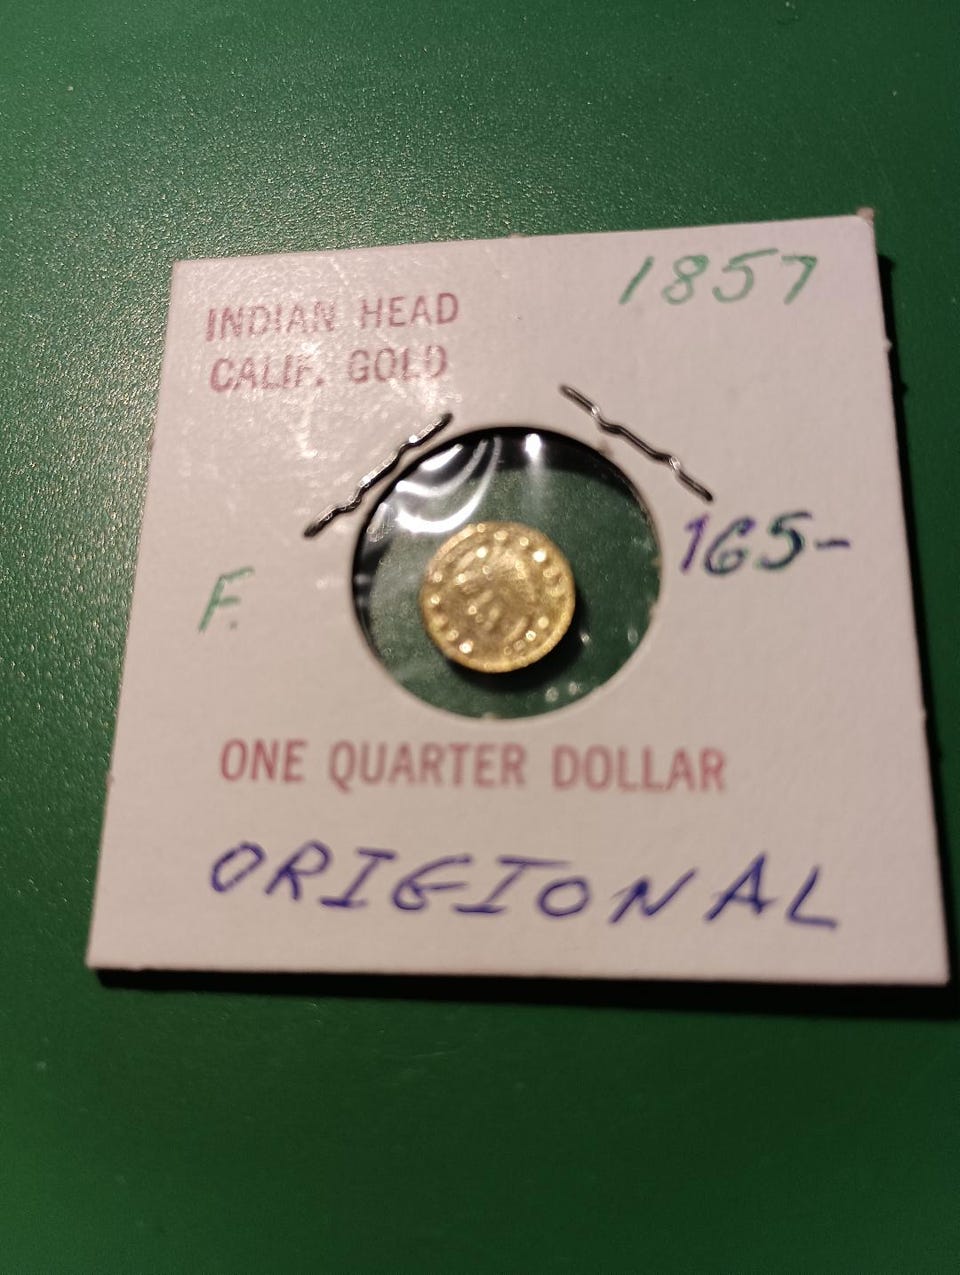 1857
INDIAN HEAD
CALIF. GOLD
165-
F.
ONE QUARTER DOLLAR
ORIGIONAL